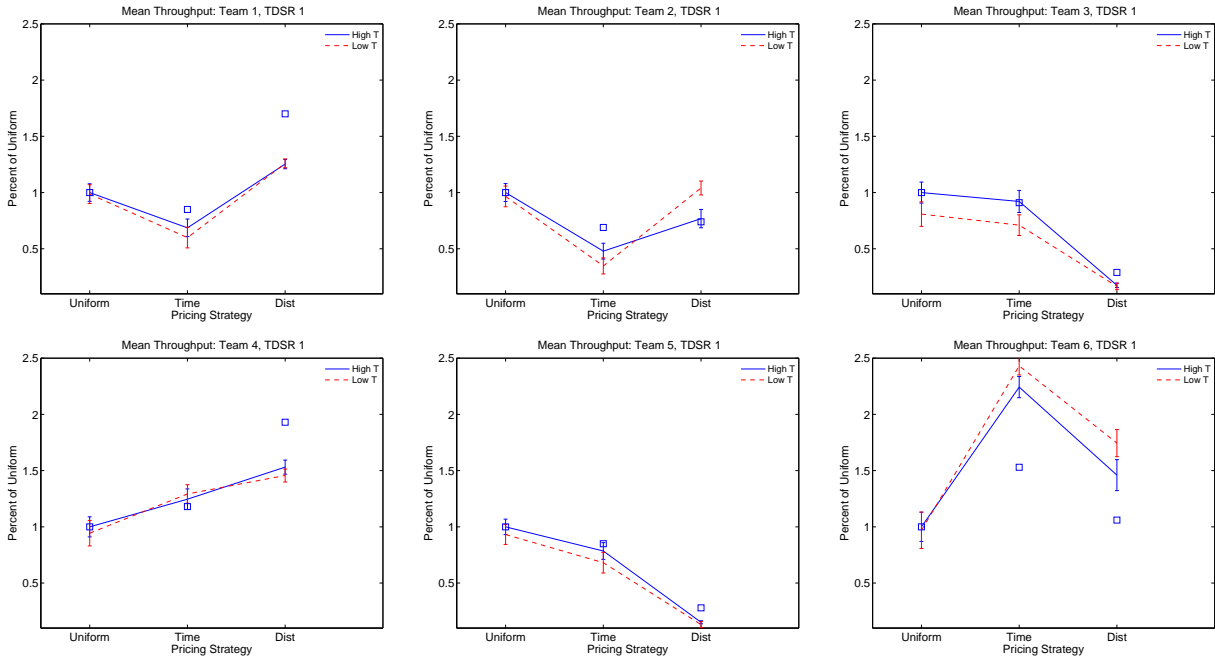 Mean Throughput: Team 1, TDSR 1
2.5
2
1.5
1
0.5
Percent of Uniform
High T
Low T
Uniform Time Dist
Pricing Strategy
Mean Throughput: Team 2, TDSR 1
2.5
2
1.5
1
0.5
Percent of Uniform
High T
Low T
Uniform Time Dist
Pricing Strategy
Mean Throughput: Team 3, TDSR 1
2.5
2
1.5
1
0.5
Percent of Uniform
High T
Low T
Uniform Time Dist
Pricing Strategy
Mean Throughput: Team 4, TDSR 1
2.5
2
1.5
1
0.5
Percent of Uniform
High T
Low T
Uniform Time Dist
Pricing Strategy
Mean Throughput: Team 5, TDSR 1
2.5
2
1.5
1
0.5
Percent of Uniform
High T
Low T
Uniform Time Dist
Pricing Strategy
Mean Throughput: Team 6, TDSR 1
2.5
2
1.5
1
0.5
Percent of Uniform
High T
Low T
Uniform Time Dist
Pricing Strategy